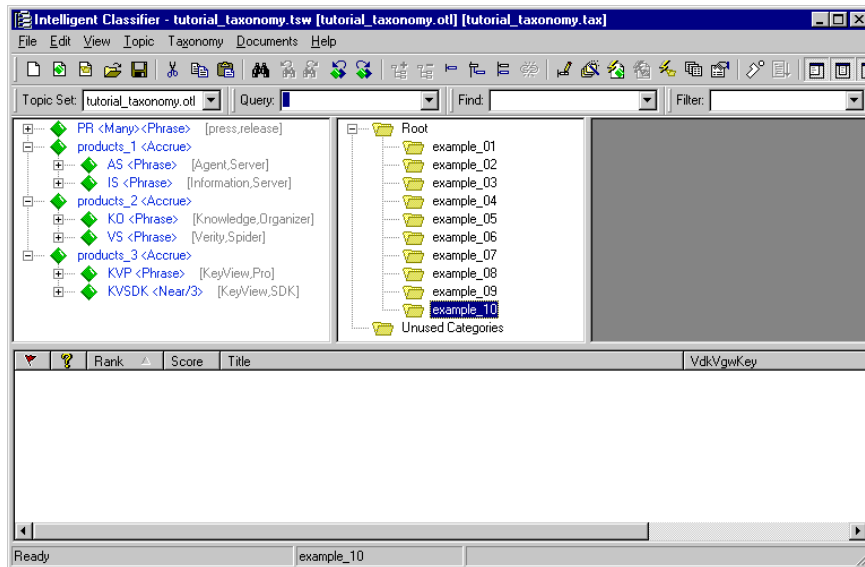 Intelligent Classifier - tutorial_taxonomy.tsw [tutorial_taxonomy.otl] [tutorial_taxonomy.tax]
File Edit View Topic Taxonomy Documents Help
Topic Set: tutorial_taxonomy.otl Query: Find: Filter:
PR <Many><Phrase> [press,release]
products_1 <Accrue>
AS <Phrase> [Agent,Server]
IS <Phrase> [Information,Server]
products_2 <Accrue>
KO <Phrase> [Knowledge,Organizer]
VS <Phrase> [Verity,Spider]
products_3 <Accrue>
KVP <Phrase> [KeyView,Pro]
KVSDK <Near/3> [KeyView,SDK]
Root
example_01
example_02
example_03
example_04
example_05
example_06
example_07
example_08
example_09
example_10
Unused Categories
Rank Score Title VdkVgwKey
Ready example_10